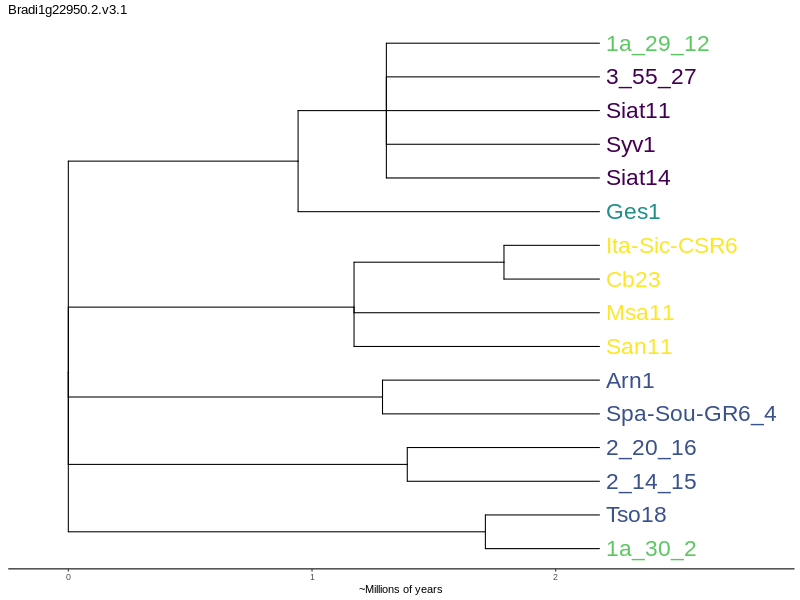 Bradi1g22950.2.v3.1
1a_29_12
3_55_27
Siat11
Syv1
Siat14
Ges1
Ita-Sic-CSR6
Cb23
Msa11
San11
Arn1
Spa-Sou-GR6_4
2_20_16
2_14_15
Tso18
1a_30_2
0 1 2
~Millions of years